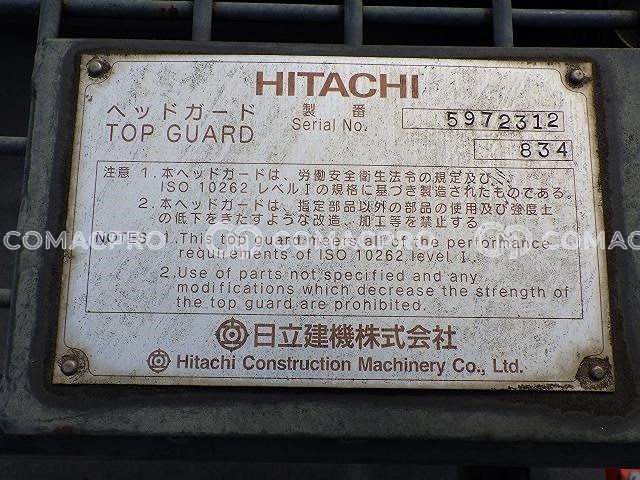 HITACHI
ヘッドガード 製番 5972312
TOP GUARD Serial No. 834
注意 1. 本ヘッドガードは、労働安全衛生法令の規定及び
ISO 10262 レベルⅠの規格に基づき製造されたものである
2. 本ヘッドガードは、指定部品以外の部品の使用及び強度上
の低下をきたすような改造、加工等を禁止する
NOTES 1. This top guard meets all of the performance
requirements of ISO 10262 level I.
2. Use of parts not specified and any
modifications which decrease the strength of
the top guard are prohibited.
日立建機株式会社
Hitachi Construction Machinery Co., Ltd.
COMACPRO
COMACPRO
COMACPRO